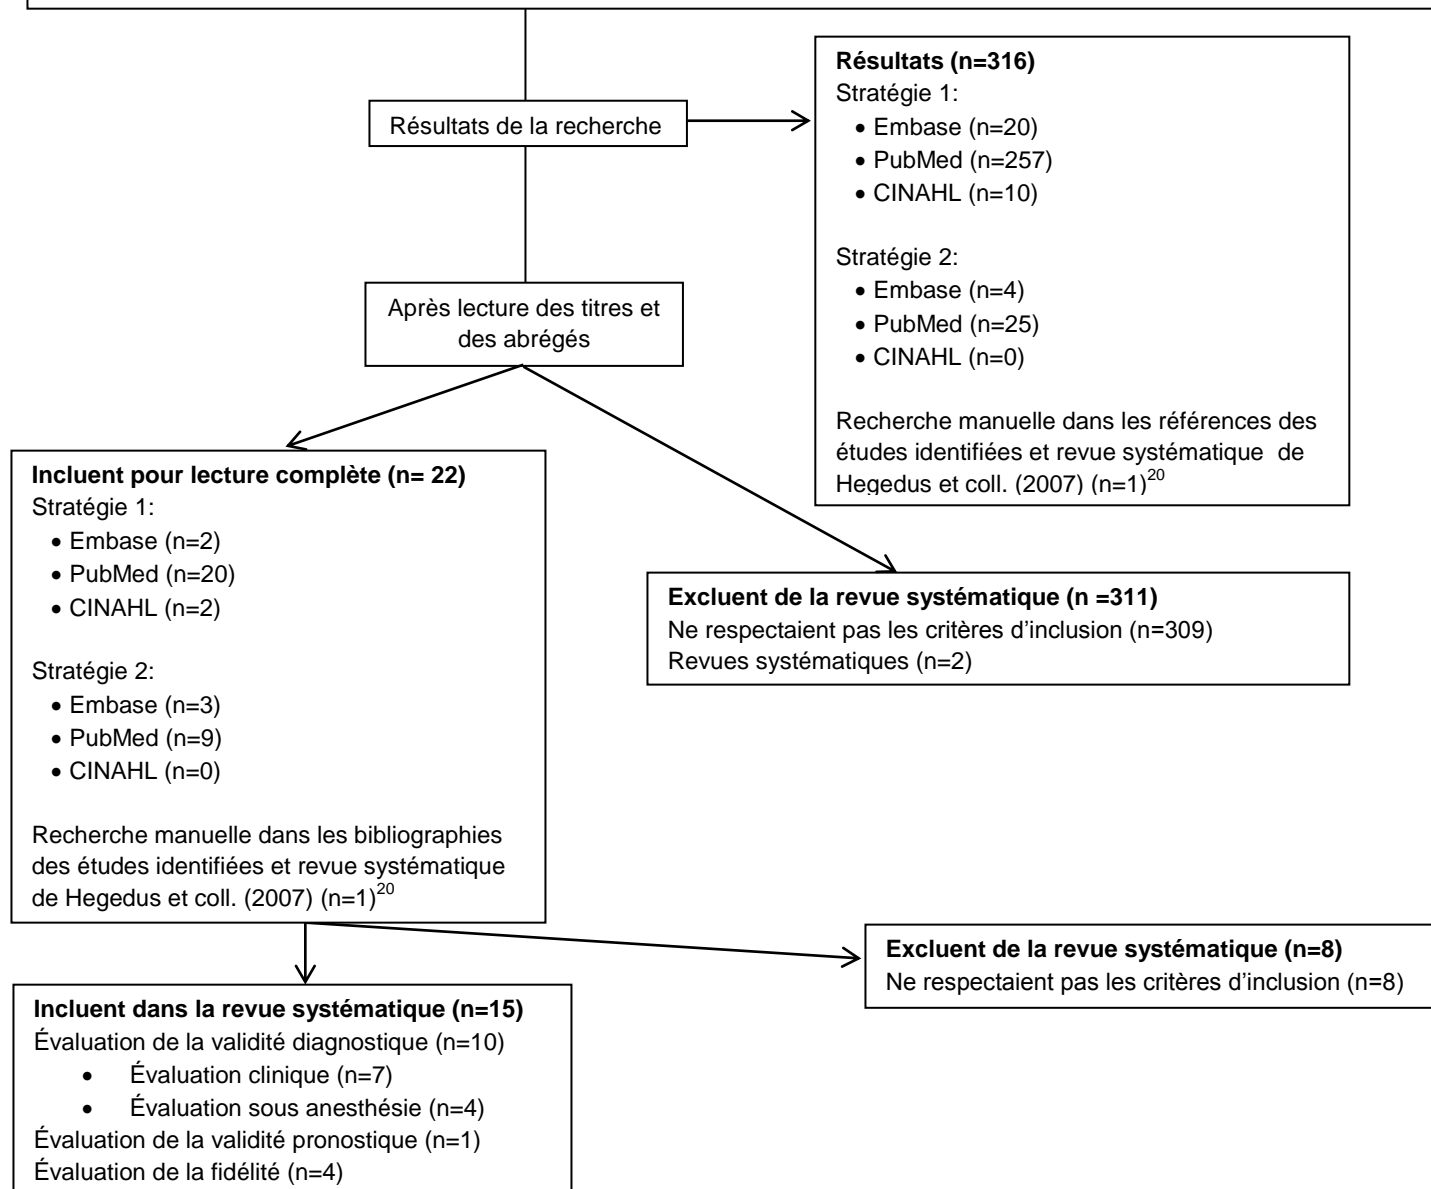 Résultats de la recherche
Résultats (n=316)
Stratégie 1:
• Embase (n=20)
• PubMed (n=257)
• CINAHL (n=10)
Stratégie 2:
• Embase (n=4)
• PubMed (n=25)
• CINAHL (n=0)
Recherche manuelle dans les références des
études identifiées et revue systématique de
Hegedus et coll. (2007) (n=1)20
Après lecture des titres et
des abrégés
Incluent pour lecture complète (n= 22)
Stratégie 1:
• Embase (n=2)
• PubMed (n=20)
• CINAHL (n=2)
Stratégie 2:
• Embase (n=3)
• PubMed (n=9)
• CINAHL (n=0)
Recherche manuelle dans les bibliographies
des études identifiées et revue systématique
de Hegedus et coll. (2007) (n=1)20
Excluent de la revue systématique (n =311)
Ne respectaient pas les critères d'inclusion (n=309)
Revues systématiques (n=2)
Excluent de la revue systématique (n=8)
Ne respectaient pas les critères d'inclusion (n=8)
Incluent dans la revue systématique (n=15)
Évaluation de la validité diagnostique (n=10)
• Évaluation clinique (n=7)
• Évaluation sous anesthésie (n=4)
Évaluation de la validité pronostique (n=1)
Évaluation de la fidélité (n=4)